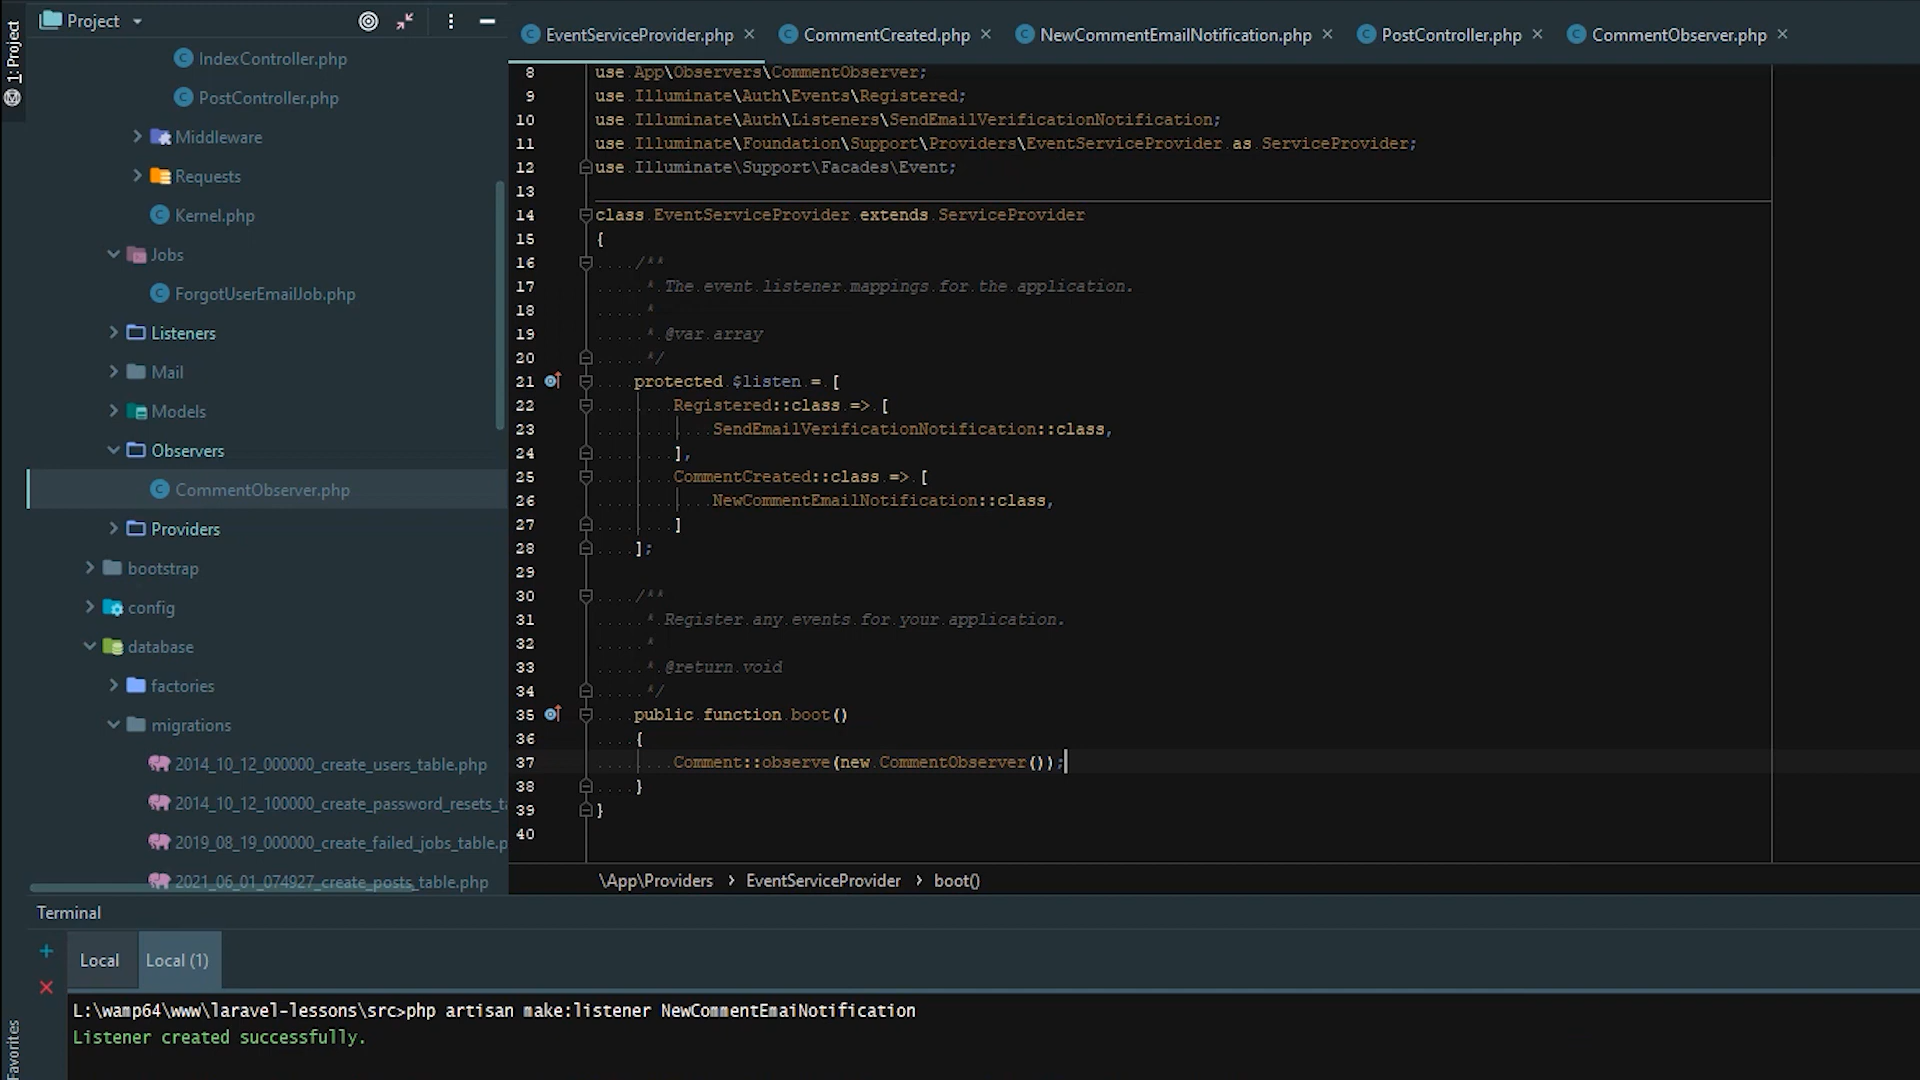 Project
1: Project
IndexController.php
PostController.php
Middleware
Requests
Kernel.php
Jobs
ForgotUserEmailJob.php
Listeners
Mail
Models
Observers
CommentObserver.php
Providers
bootstrap
config
database
factories
migrations
2014_10_12_000000_create_users_table.php
2014_10_12_100000_create_password_resets_ta
2019_08_19_000000_create_failed_jobs_table.p
2021_06_01_074927_create_posts_table.php
EventServiceProvider.php
CommentCreated.php
NewCommentEmailNotification.php
PostController.php
CommentObserver.php
8 use App\Observers\CommentObserver;
9 use Illuminate\Auth\Events\Registered;
10 use Illuminate\Auth\Listeners\SendEmailVerificationNotification;
11 use Illuminate\Foundation\Support\Providers\EventServiceProvider as ServiceProvider;
12 use Illuminate\Support\Facades\Event;
13
14 class EventServiceProvider extends ServiceProvider
15 {
16 /**
17 * The event listener mappings for the application.
18 *
19 * @var array
20 */
21 protected $listen = [
22 Registered::class => [
23 SendEmailVerificationNotification::class,
24 ],
25 CommentCreated::class => [
26 NewCommentEmailNotification::class,
27 ]
28 ];
29
30 /**
31 * Register any events for your application.
32 *
33 * @return void
34 */
35 public function boot()
36 {
37 Comment::observe(new CommentObserver());
38 }
39 }
40
\App\Providers › EventServiceProvider › boot()
Terminal
Local
Local (1)
L:\wamp64\www\laravel-lessons\src>php artisan make:listener NewCommentEmaiNotification
Listener created successfully.
Favorites